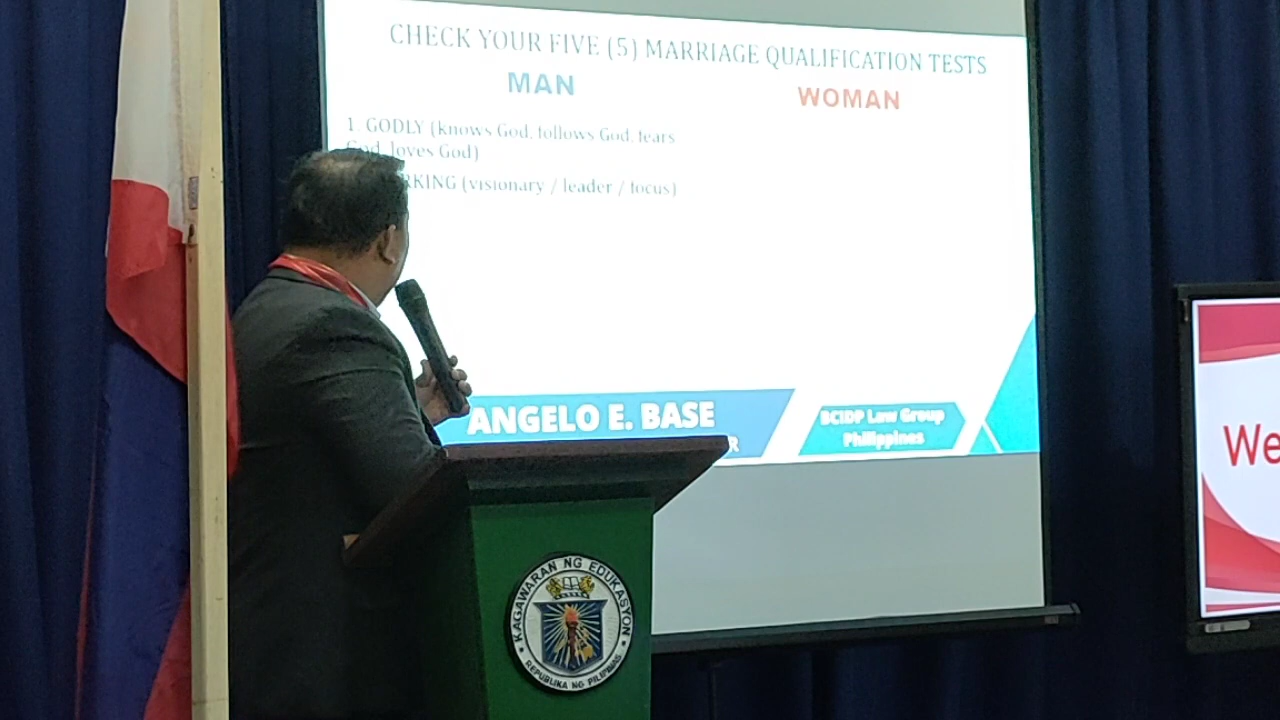 CHECK YOUR FIVE (5) MARRIAGE QUALIFICATION TESTS
MAN
WOMAN
1. GODLY (knows God, follows God, fears
God, loves God)
RKING (visionary / leader / focus)
ANGELO E. BASE
R
BCIDP Law Group
Philippines
We
KAGAWARAN NG EDUKASYON
REPUBLIKA NG PILIPINAS